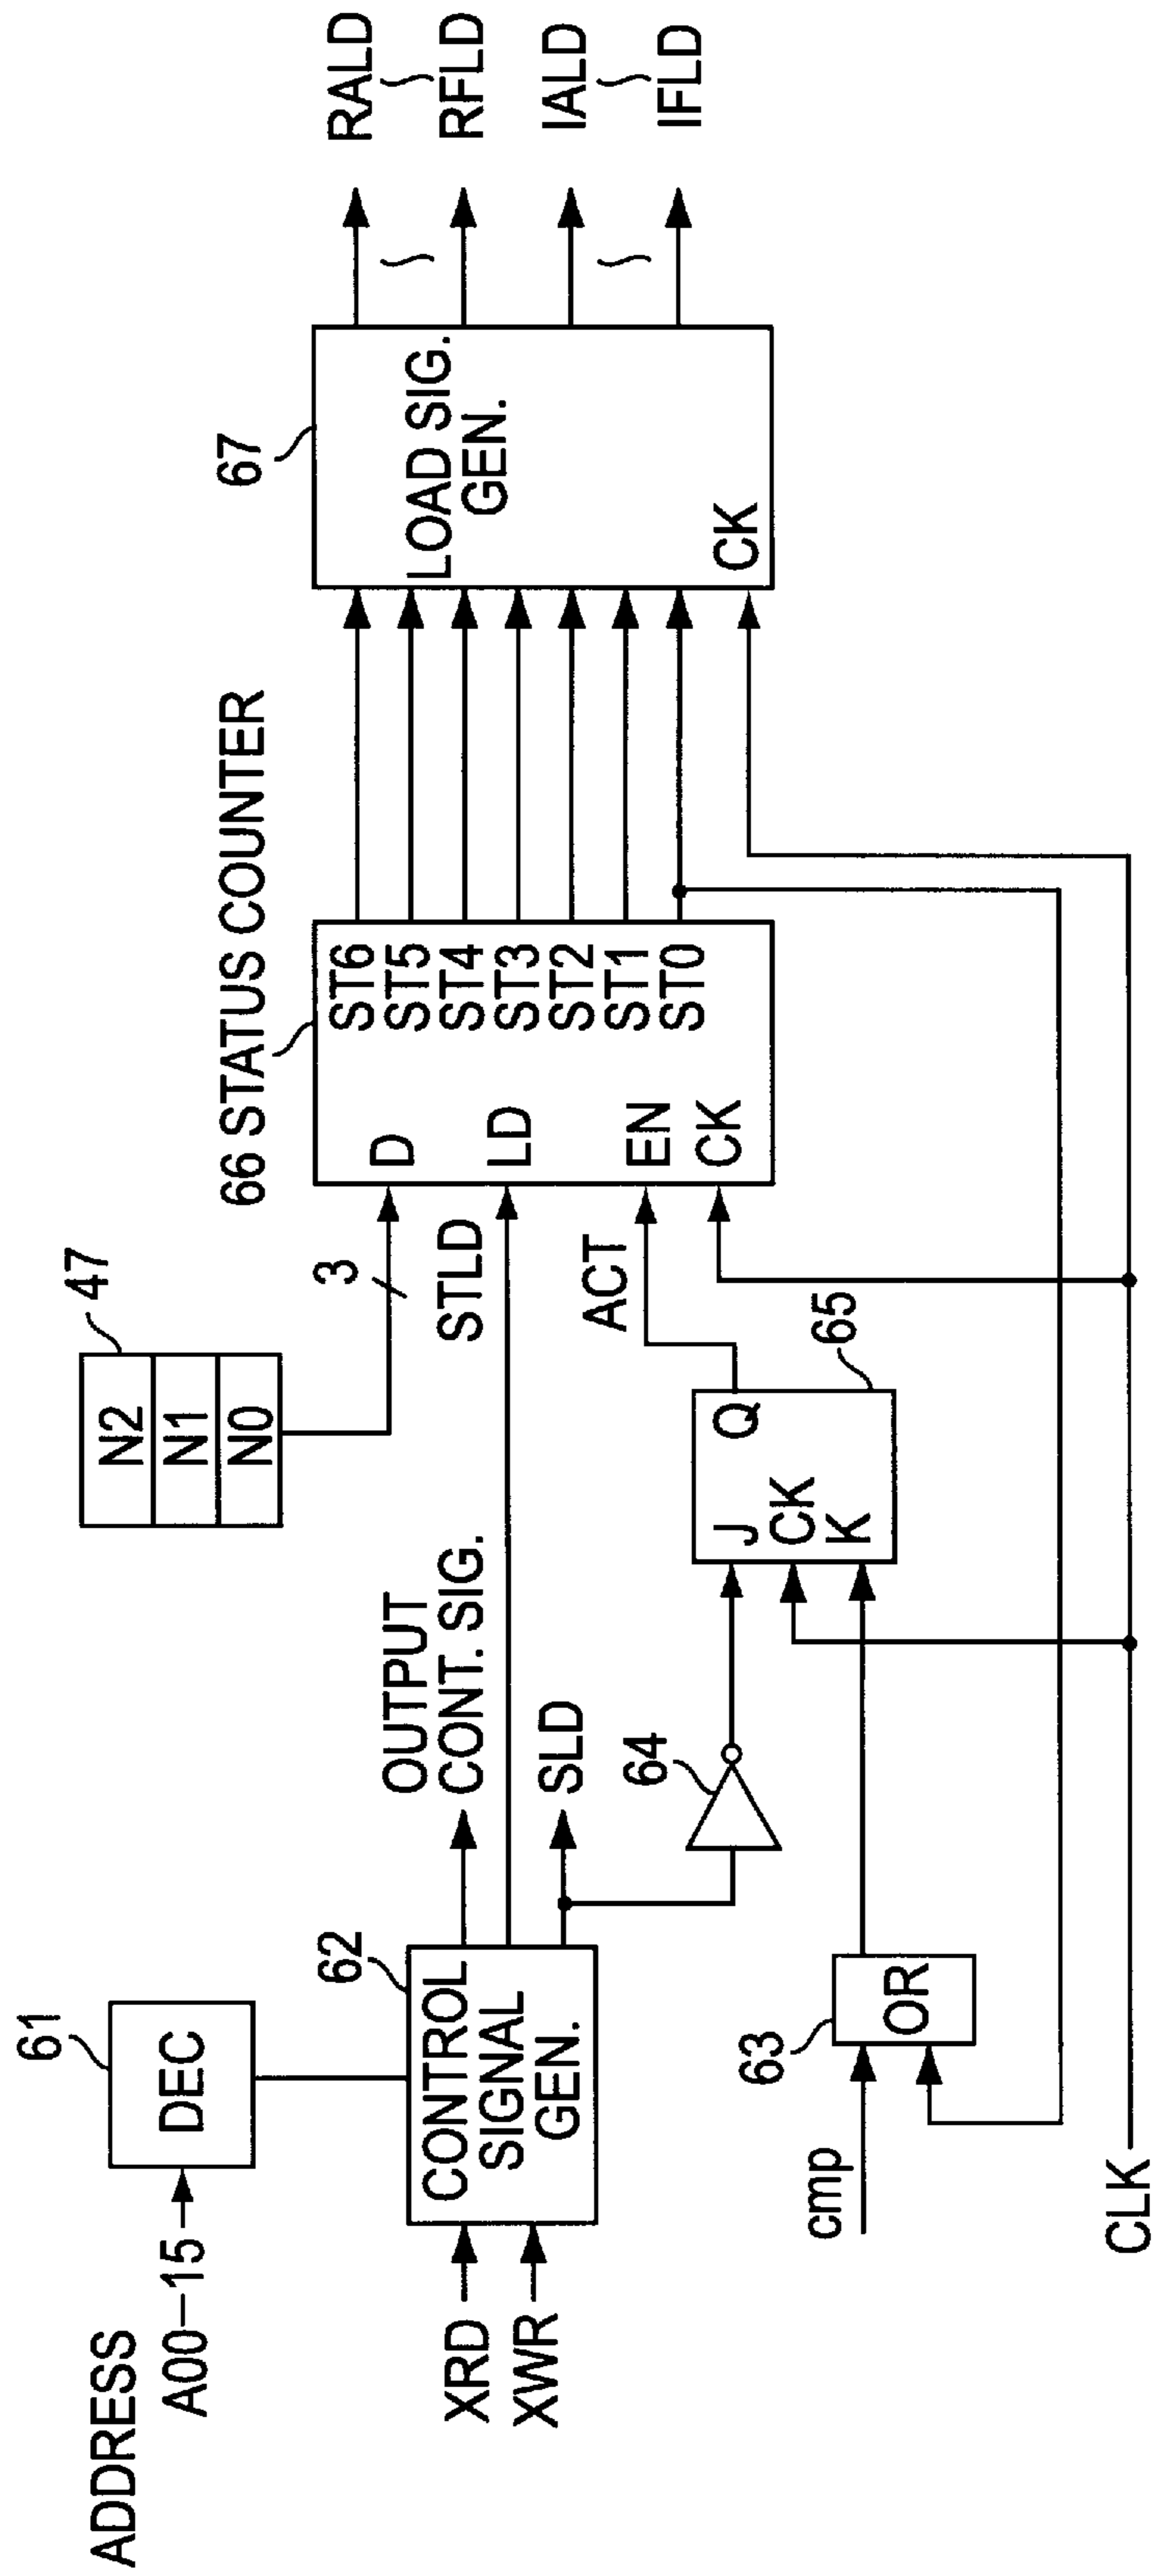 ADDRESS
A00–15
61
DEC
XRD
XWR
62
CONTROL
SIGNAL
GEN.
OUTPUT
CONT. SIG.
SLD
64
cmp
63
OR
CLK
47
N2
N1
N0
3
STLD
ACT
65
J
CK
K
Q
66 STATUS COUNTER
D
LD
EN
CK
ST6
ST5
ST4
ST3
ST2
ST1
ST0
67
LOAD SIG.
GEN.
CK
RALD
RFLD
IALD
IFLD